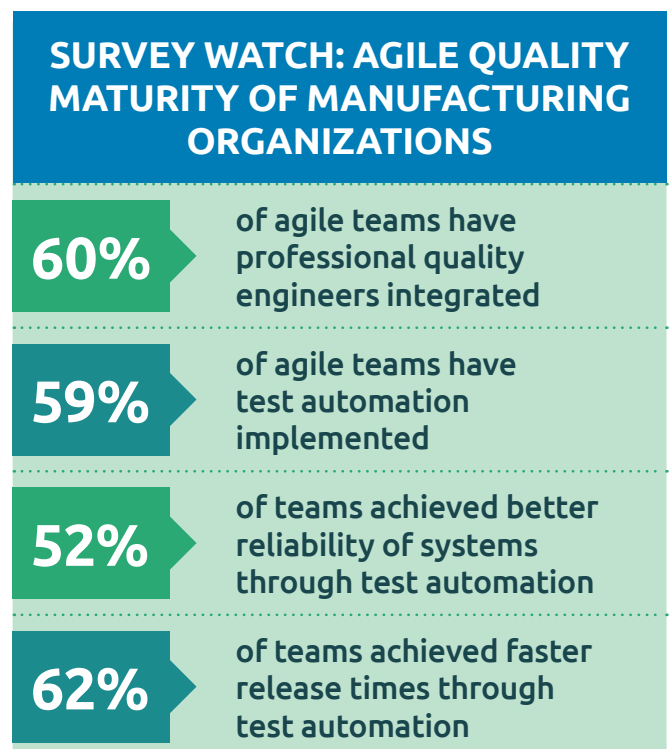 SURVEY WATCH: AGILE QUALITY
MATURITY OF MANUFACTURING
ORGANIZATIONS
60%
of agile teams have
professional quality
engineers integrated
59%
of agile teams have
test automation
implemented
52%
of teams achieved better
reliability of systems
through test automation
62%
of teams achieved faster
release times through
test automation